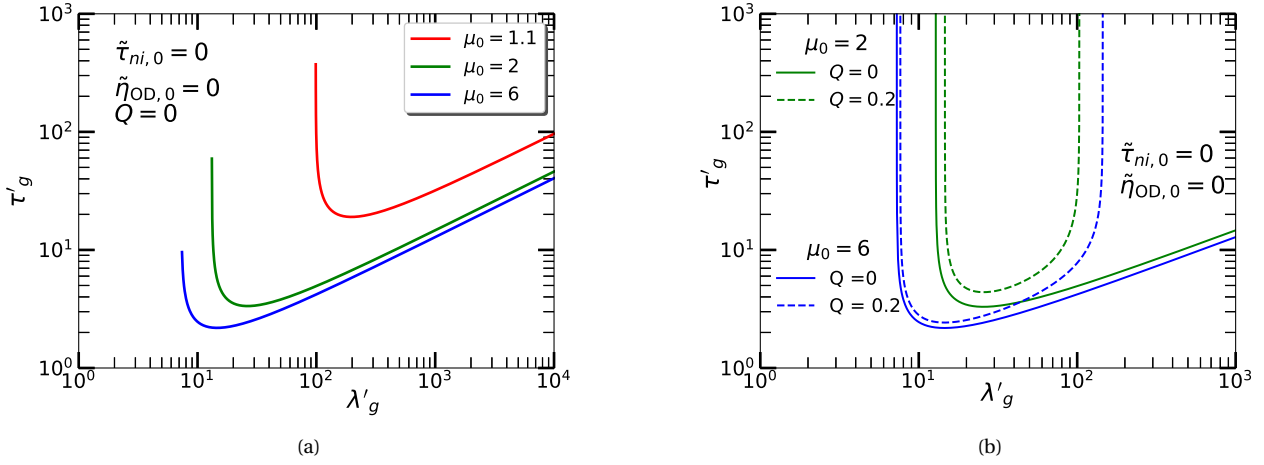 10³
τ̃ni, 0 = 0
η̃OD, 0 = 0
Q = 0
μ₀ = 1.1
μ₀ = 2
μ₀ = 6
10²
τ′g
10¹
10⁰
10⁰ 10¹ 10² 10³ 10⁴
λ′g
(a)
10³
μ₀ = 2
Q = 0
Q = 0.2
10²
τ̃ni, 0 = 0
η̃OD, 0 = 0
τ′g
10¹
μ₀ = 6
Q =0
Q = 0.2
10⁰
10⁰ 10¹ 10² 10³
λ′g
(b)